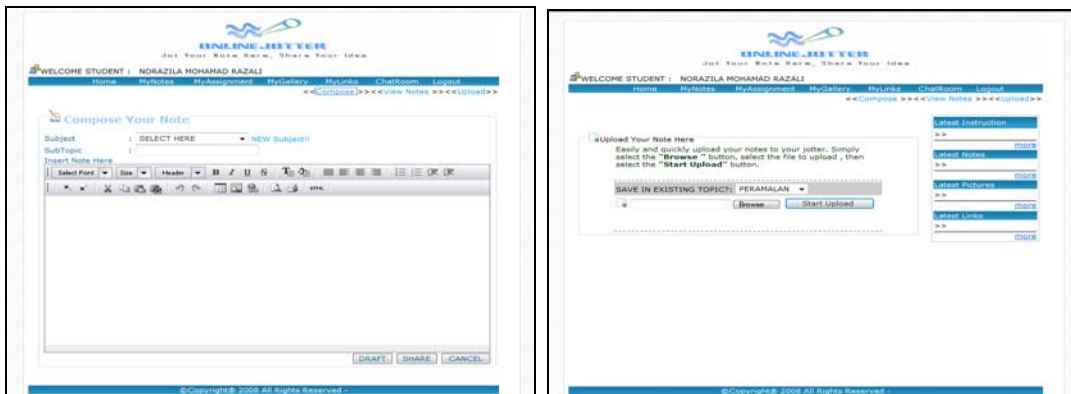 ONLINE JOTTER
Jot Your Note Here, Share Your Idea
WELCOME STUDENT : NORAZILA MOHAMAD RAZALI
Home MyNotes MyAssignment MyGallery MyLinks ChatRoom Logout
<<Compose>><<View Notes >><<Upload>>
Compose Your Note
Subject : SELECT HERE NEW Subject!!
SubTopic :
Insert Note Here
Select Font Size Header B I U S
HTML
DRAFT SHARE CANCEL
©Copyright® 2008 All Rights Reserved -
ONLINE JOTTER
Jot Your Note Here, Share Your Idea
WELCOME STUDENT : NORAZILA MOHAMAD RAZALI
Home MyNotes MyAssignment MyGallery MyLinks ChatRoom Logout
<<Compose >><<View Notes >><<Upload>>
Upload Your Note Here
Easily and quickly upload your notes to your jotter. Simply
select the "Browse " button, select the file to upload , then
select the "Start Upload" button.
SAVE IN EXISTING TOPIC?: PERAMALAN
Browse... Start Upload
Latest Instruction
>>
more
Latest Notes
>>
more
Latest Pictures
>>
more
Latest Links
>>
more
©Copyright® 2008 All Rights Reserved -